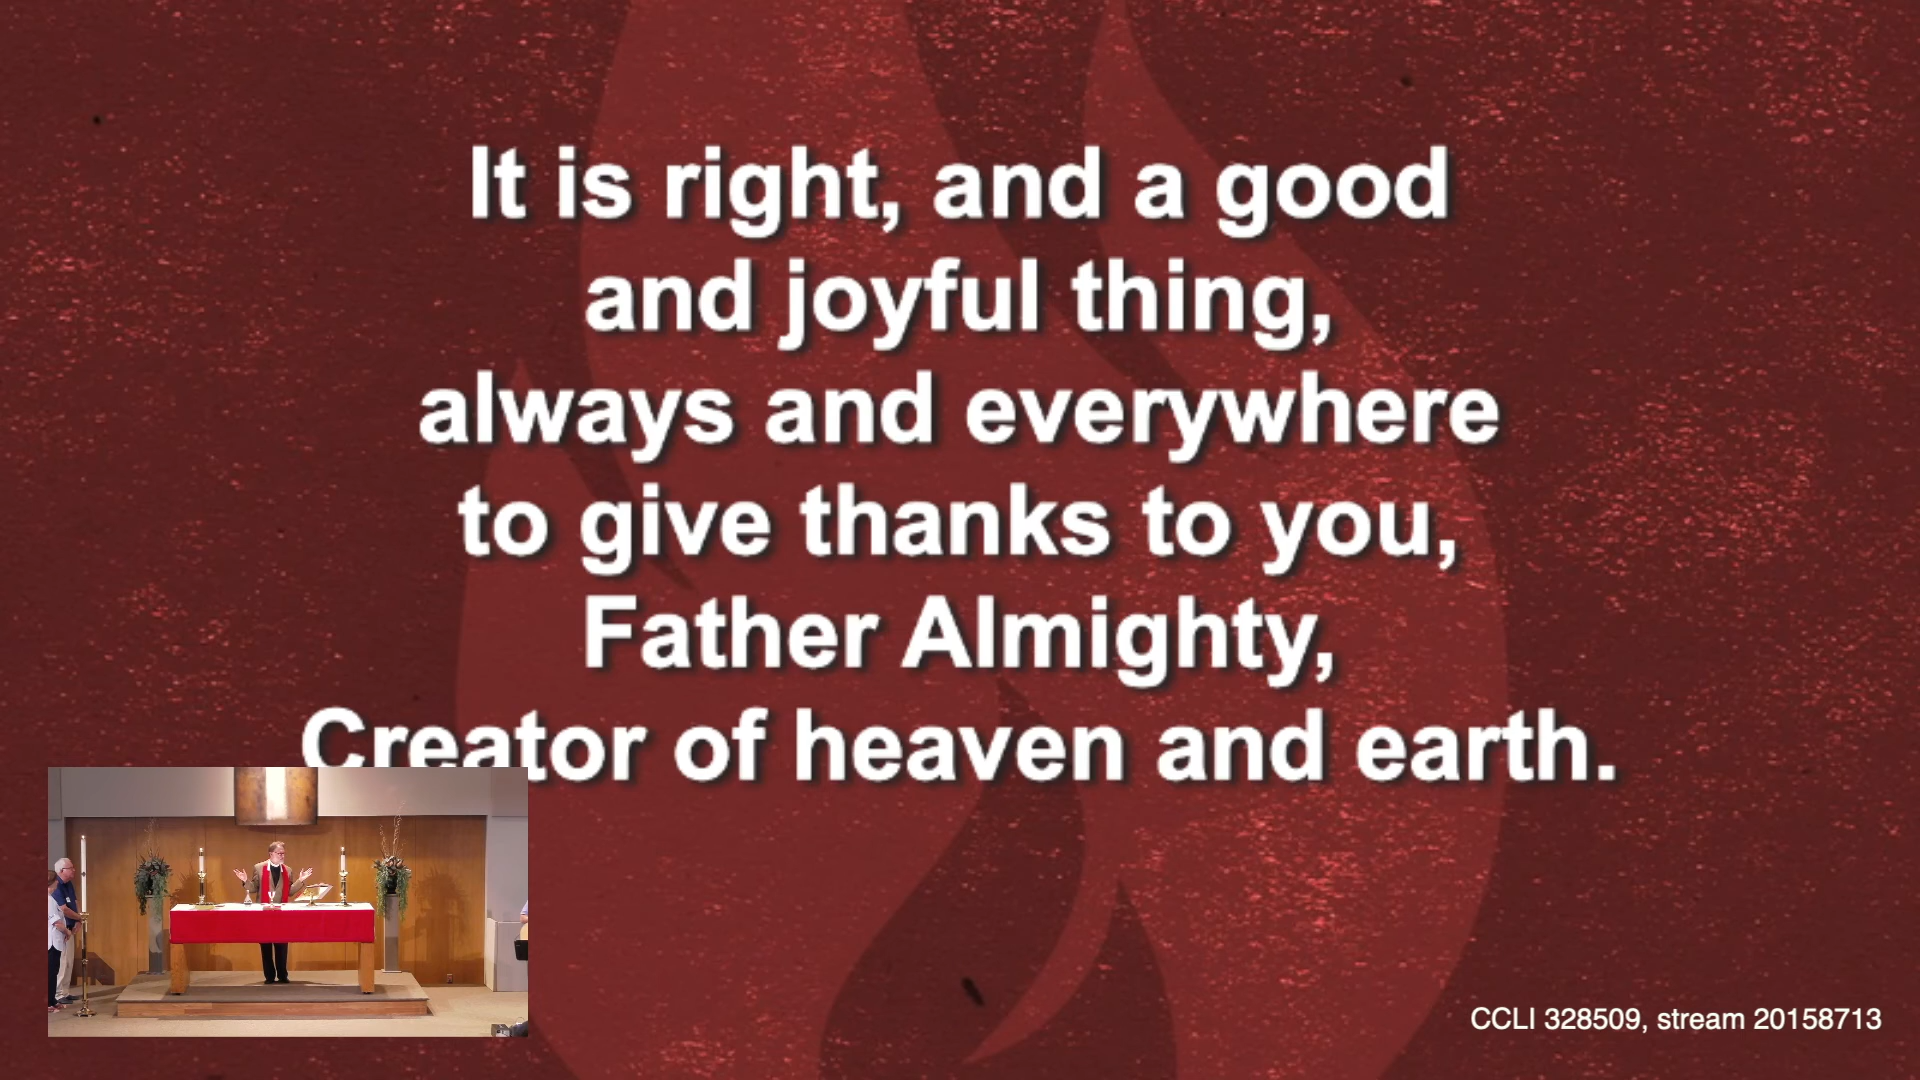 It is right, and a good
and joyful thing,
always and everywhere
to give thanks to you,
Father Almighty,
Creator of heaven and earth.
CCLI 328509, stream 20158713